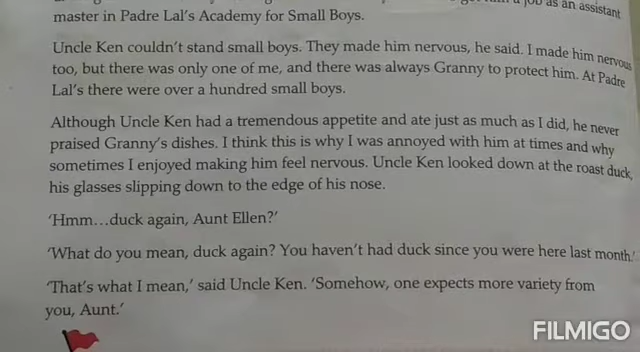 job as an assistant
master in Padre Lal's Academy for Small Boys.
Uncle Ken couldn't stand small boys. They made him nervous, he said. I made him nervous
too, but there was only one of me, and there was always Granny to protect him. At Padre
Lal's there were over a hundred small boys.
Although Uncle Ken had a tremendous appetite and ate just as much as I did, he never
praised Granny's dishes. I think this is why I was annoyed with him at times and why
sometimes I enjoyed making him feel nervous. Uncle Ken looked down at the roast duck,
his glasses slipping down to the edge of his nose.
'Hmm…duck again, Aunt Ellen?'
'What do you mean, duck again? You haven't had duck since you were here last month.'
'That's what I mean,' said Uncle Ken. 'Somehow, one expects more variety from
you, Aunt.'
FILMIGO